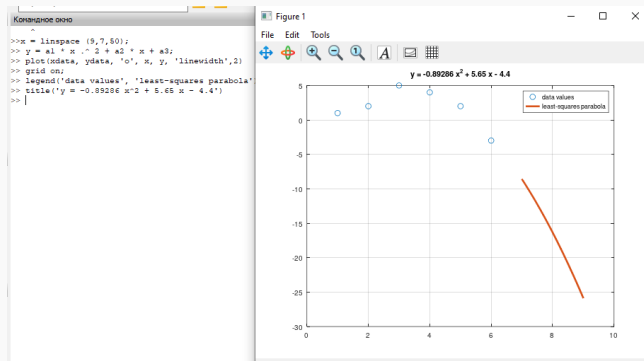 Командное окно
>>x = linspace (9,7,50);
>> y = a1 * x .^ 2 + a2 * x + a3;
>> plot(xdata, ydata, 'o', x, y, 'linewidth',2)
>> grid on;
>> legend('data values', 'least-squares parabola'
>> title('y = -0.89286 x^2 + 5.65 x - 4.4')
>>
Figure 1
File Edit Tools
y = -0.89286 x² + 5.65 x - 4.4
data values
least-squares parabola
5
0
-5
-10
-15
-20
-25
-30
0 2 4 6 8 10